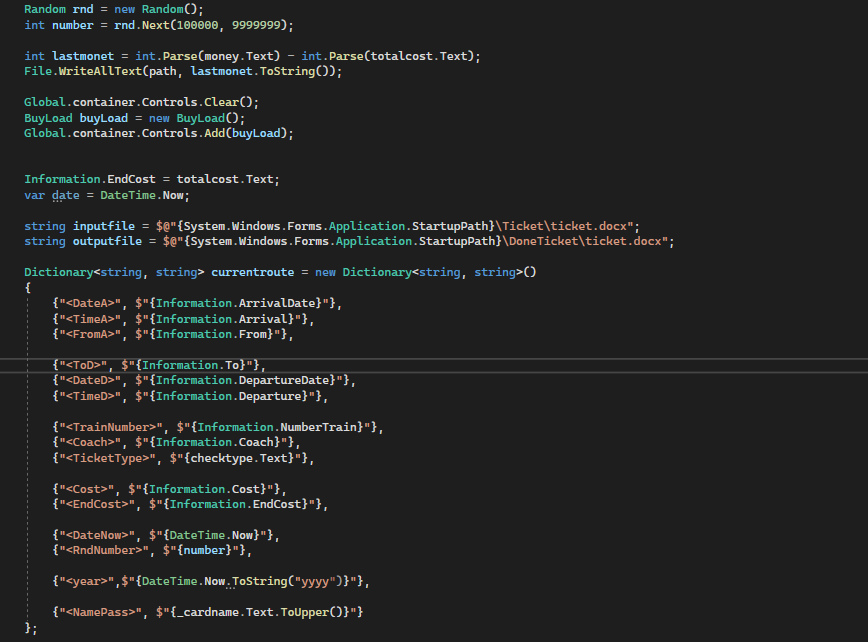 Random rnd = new Random();
int number = rnd.Next(100000, 9999999);
int lastmonet = int.Parse(money.Text) - int.Parse(totalcost.Text);
File.WriteAllText(path, lastmonet.ToString());
Global.container.Controls.Clear();
BuyLoad buyLoad = new BuyLoad();
Global.container.Controls.Add(buyLoad);
Information.EndCost = totalcost.Text;
var date = DateTime.Now;
string inputfile = $@"{System.Windows.Forms.Application.StartupPath}\Ticket\ticket.docx";
string outputfile = $@"{System.Windows.Forms.Application.StartupPath}\DoneTicket\ticket.docx";
Dictionary<string, string> currentroute = new Dictionary<string, string>()
{
{"<DateA>", $"{Information.ArrivalDate}"},
{"<TimeA>", $"{Information.Arrival}"},
{"<FromA>", $"{Information.From}"},
{"<ToD>", $"{Information.To}"},
{"<DateD>", $"{Information.DepartureDate}"},
{"<TimeD>", $"{Information.Departure}"},
{"<TrainNumber>", $"{Information.NumberTrain}"},
{"<Coach>", $"{Information.Coach}"},
{"<TicketType>", $"{checktype.Text}"},
{"<Cost>", $"{Information.Cost}"},
{"<EndCost>", $"{Information.EndCost}"},
{"<DateNow>", $"{DateTime.Now}"},
{"<RndNumber>", $"{number}"},
{"<year>",$"{DateTime.Now.ToString("yyyy")}"},
{"<NamePass>", $"{_cardname.Text.ToUpper()}"}
};